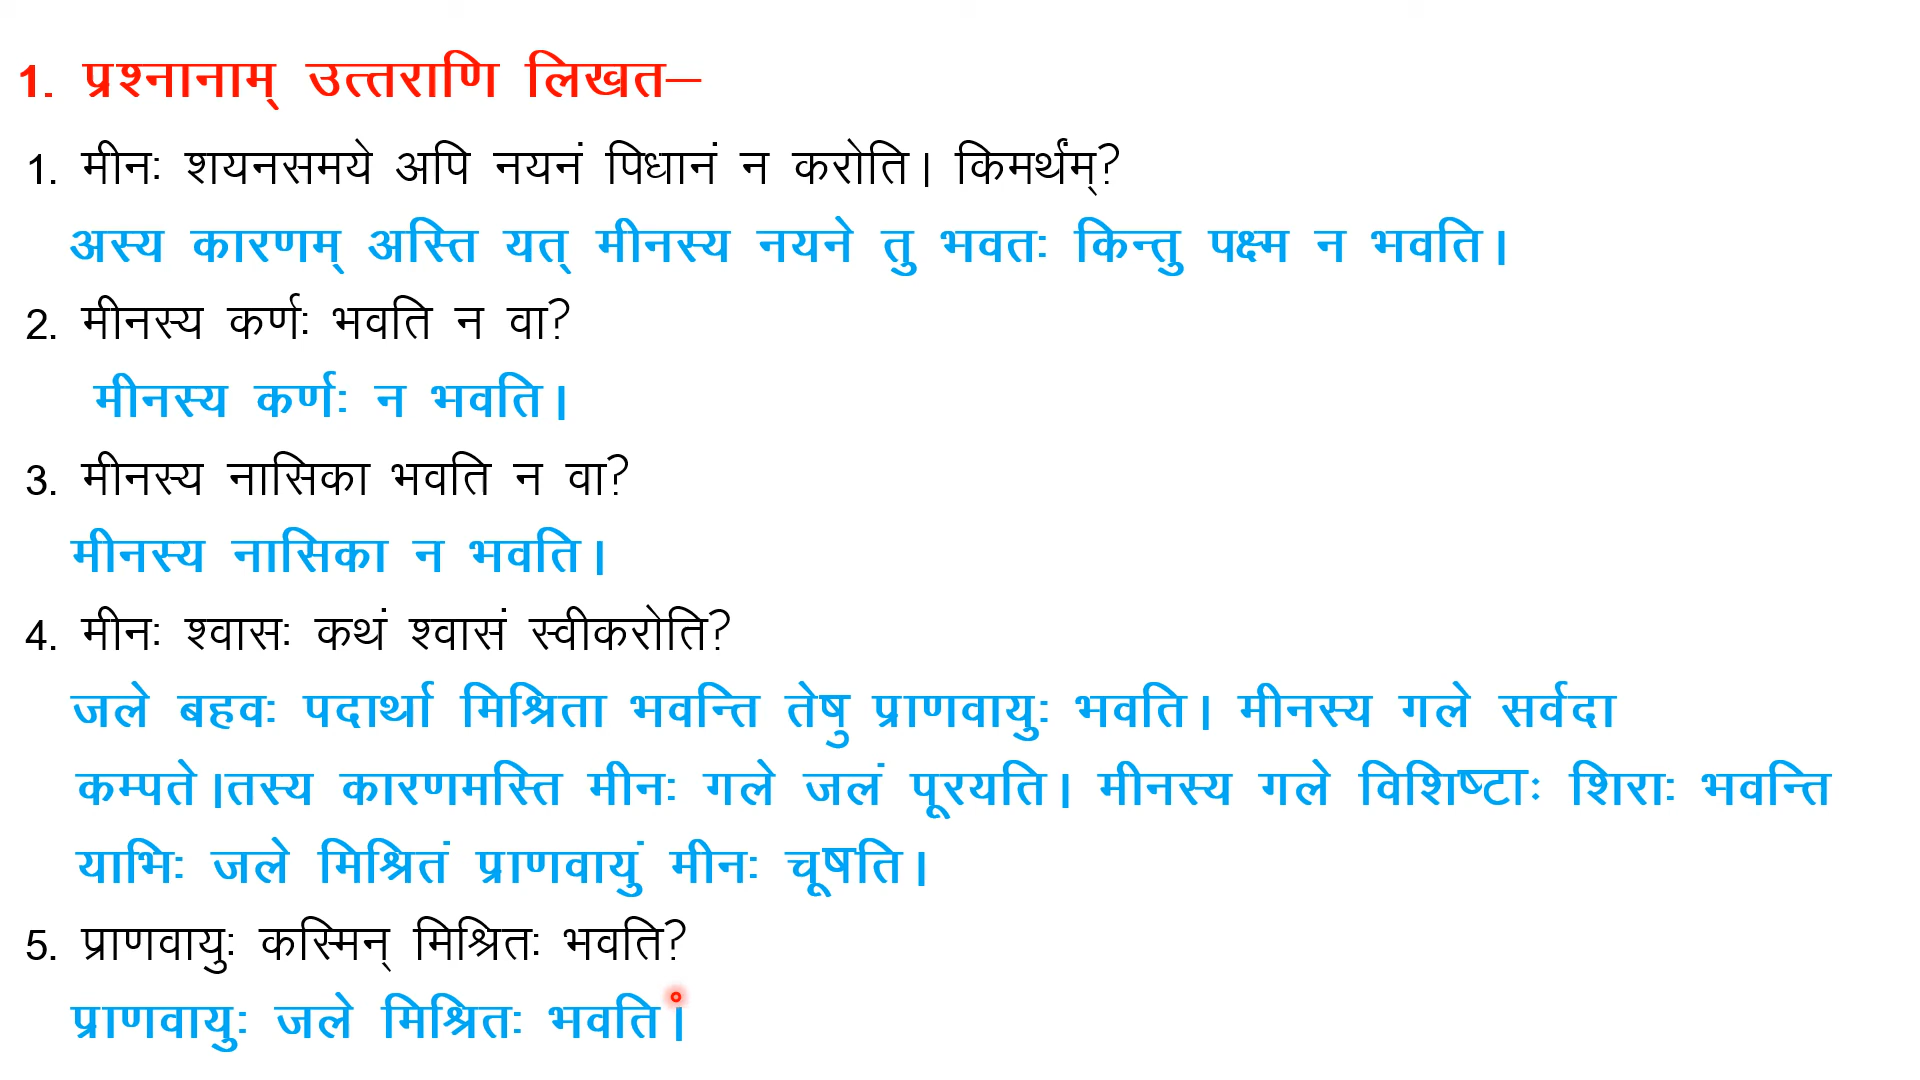 1. प्रश्नानाम् उत्तराणि लिखत–
1. मीनः शयनसमये अपि नयनं पिधानं न करोति। किमर्थंम्?
अस्य कारणम् अस्ति यत् मीनस्य नयने तु भवतः किन्तु पक्ष्म न भवति।
2. मीनस्य कर्णः भवति न वा?
मीनस्य कर्णः न भवति।
3. मीनस्य नासिका भवति न वा?
मीनस्य नासिका न भवति।
4. मीनः श्वासः कथं श्वासं स्वीकरोति?
जले बहवः पदार्था मिश्रिता भवन्ति तेषु प्राणवायुः भवति। मीनस्य गले सर्वदा
कम्पते।तस्य कारणमस्ति मीनः गले जलं पूरयति। मीनस्य गले विशिष्टाः शिराः भवन्ति
याभिः जले मिश्रितं प्राणवायुं मीनः चूषति।
5. प्राणवायुः कस्मिन् मिश्रितः भवति?
प्राणवायुः जले मिश्रितः भवति।